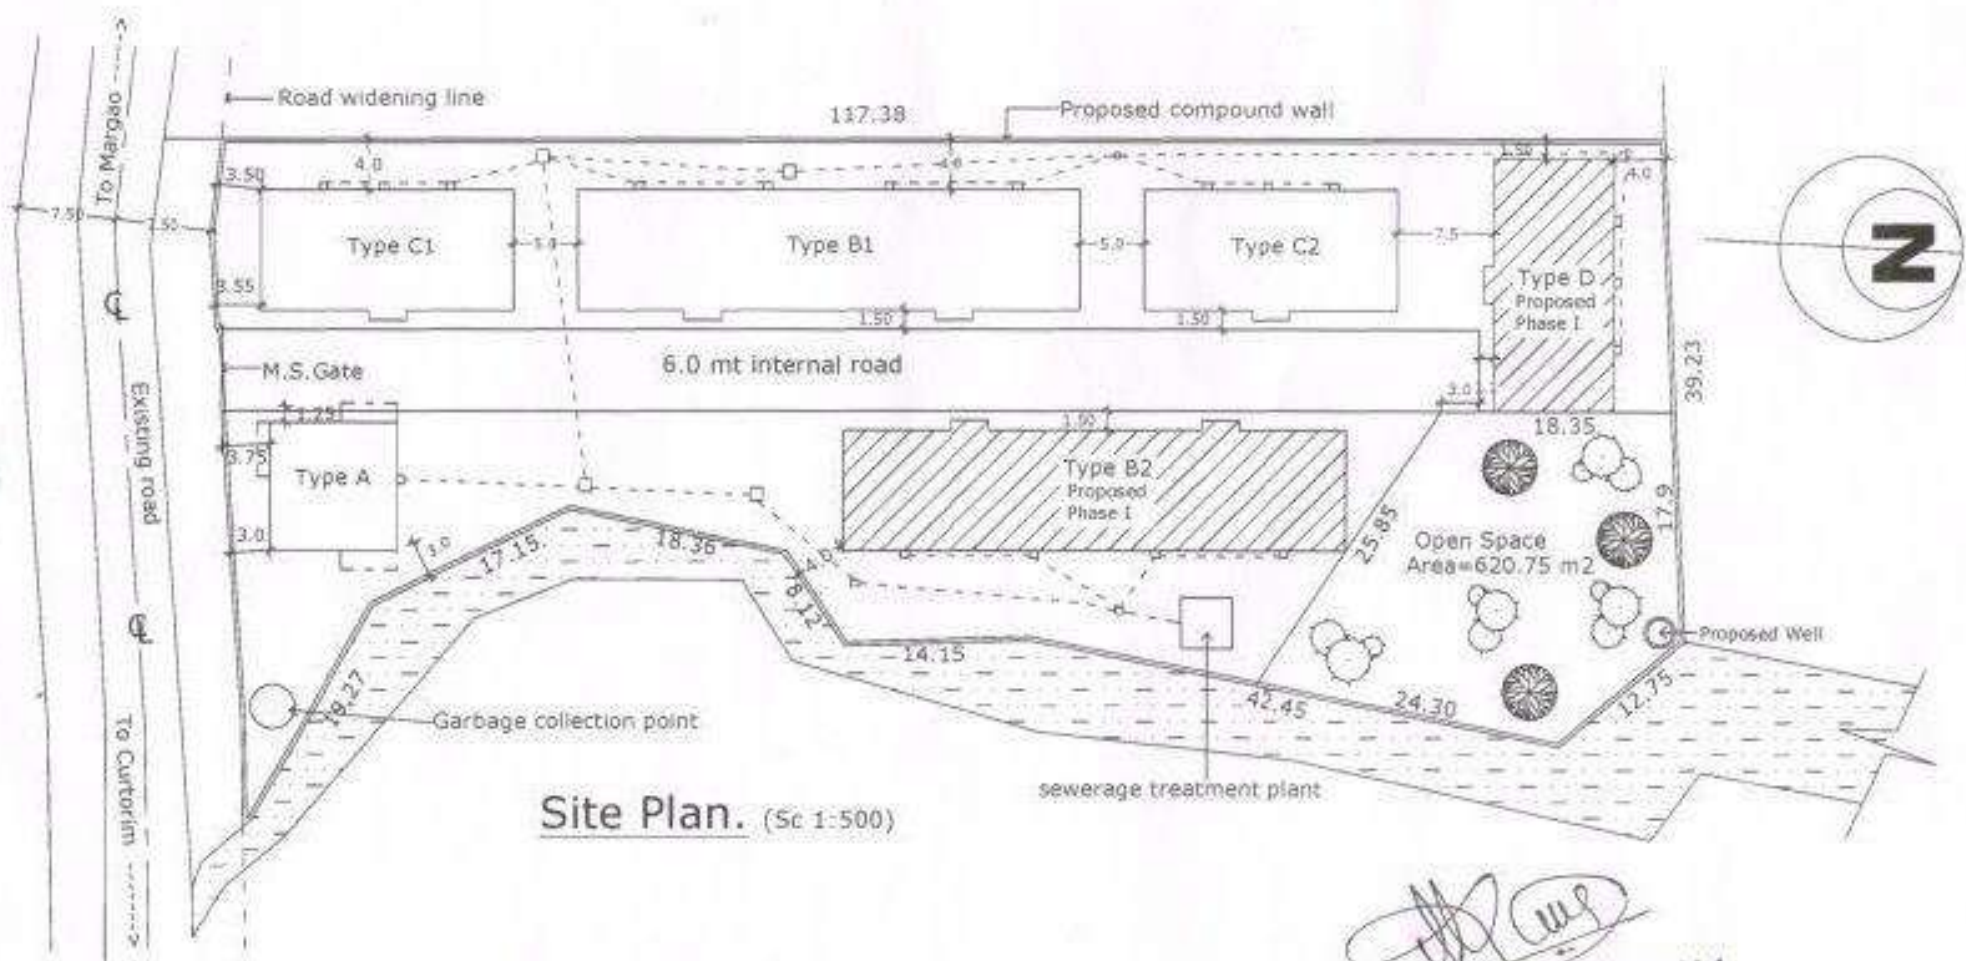 To Margao ---->
Road widening line
117.38
Proposed compound wall
4.0
4.0
1.50
4.0
3.50
7.50
7.50
Type C1
5.0
Type B1
5.0
Type C2
7.5
Type D
Proposed
Phase I
N
3.55
1.50
1.50
M.S.Gate
6.0 mt internal road
39.23
3.0
1.25
1.50
18.35
Existing road
3.75
Type A
Type B2
Proposed
Phase I
17.9
3.0
3.0
17.15
18.36
4.0
25.85
Open Space
Area=620.75 m2
8.12
14.15
Proposed Well
18.27
Garbage collection point
42.45
24.30
12.75
To Curtorim ---->
sewerage treatment plant
Site Plan. (Sc 1:500)